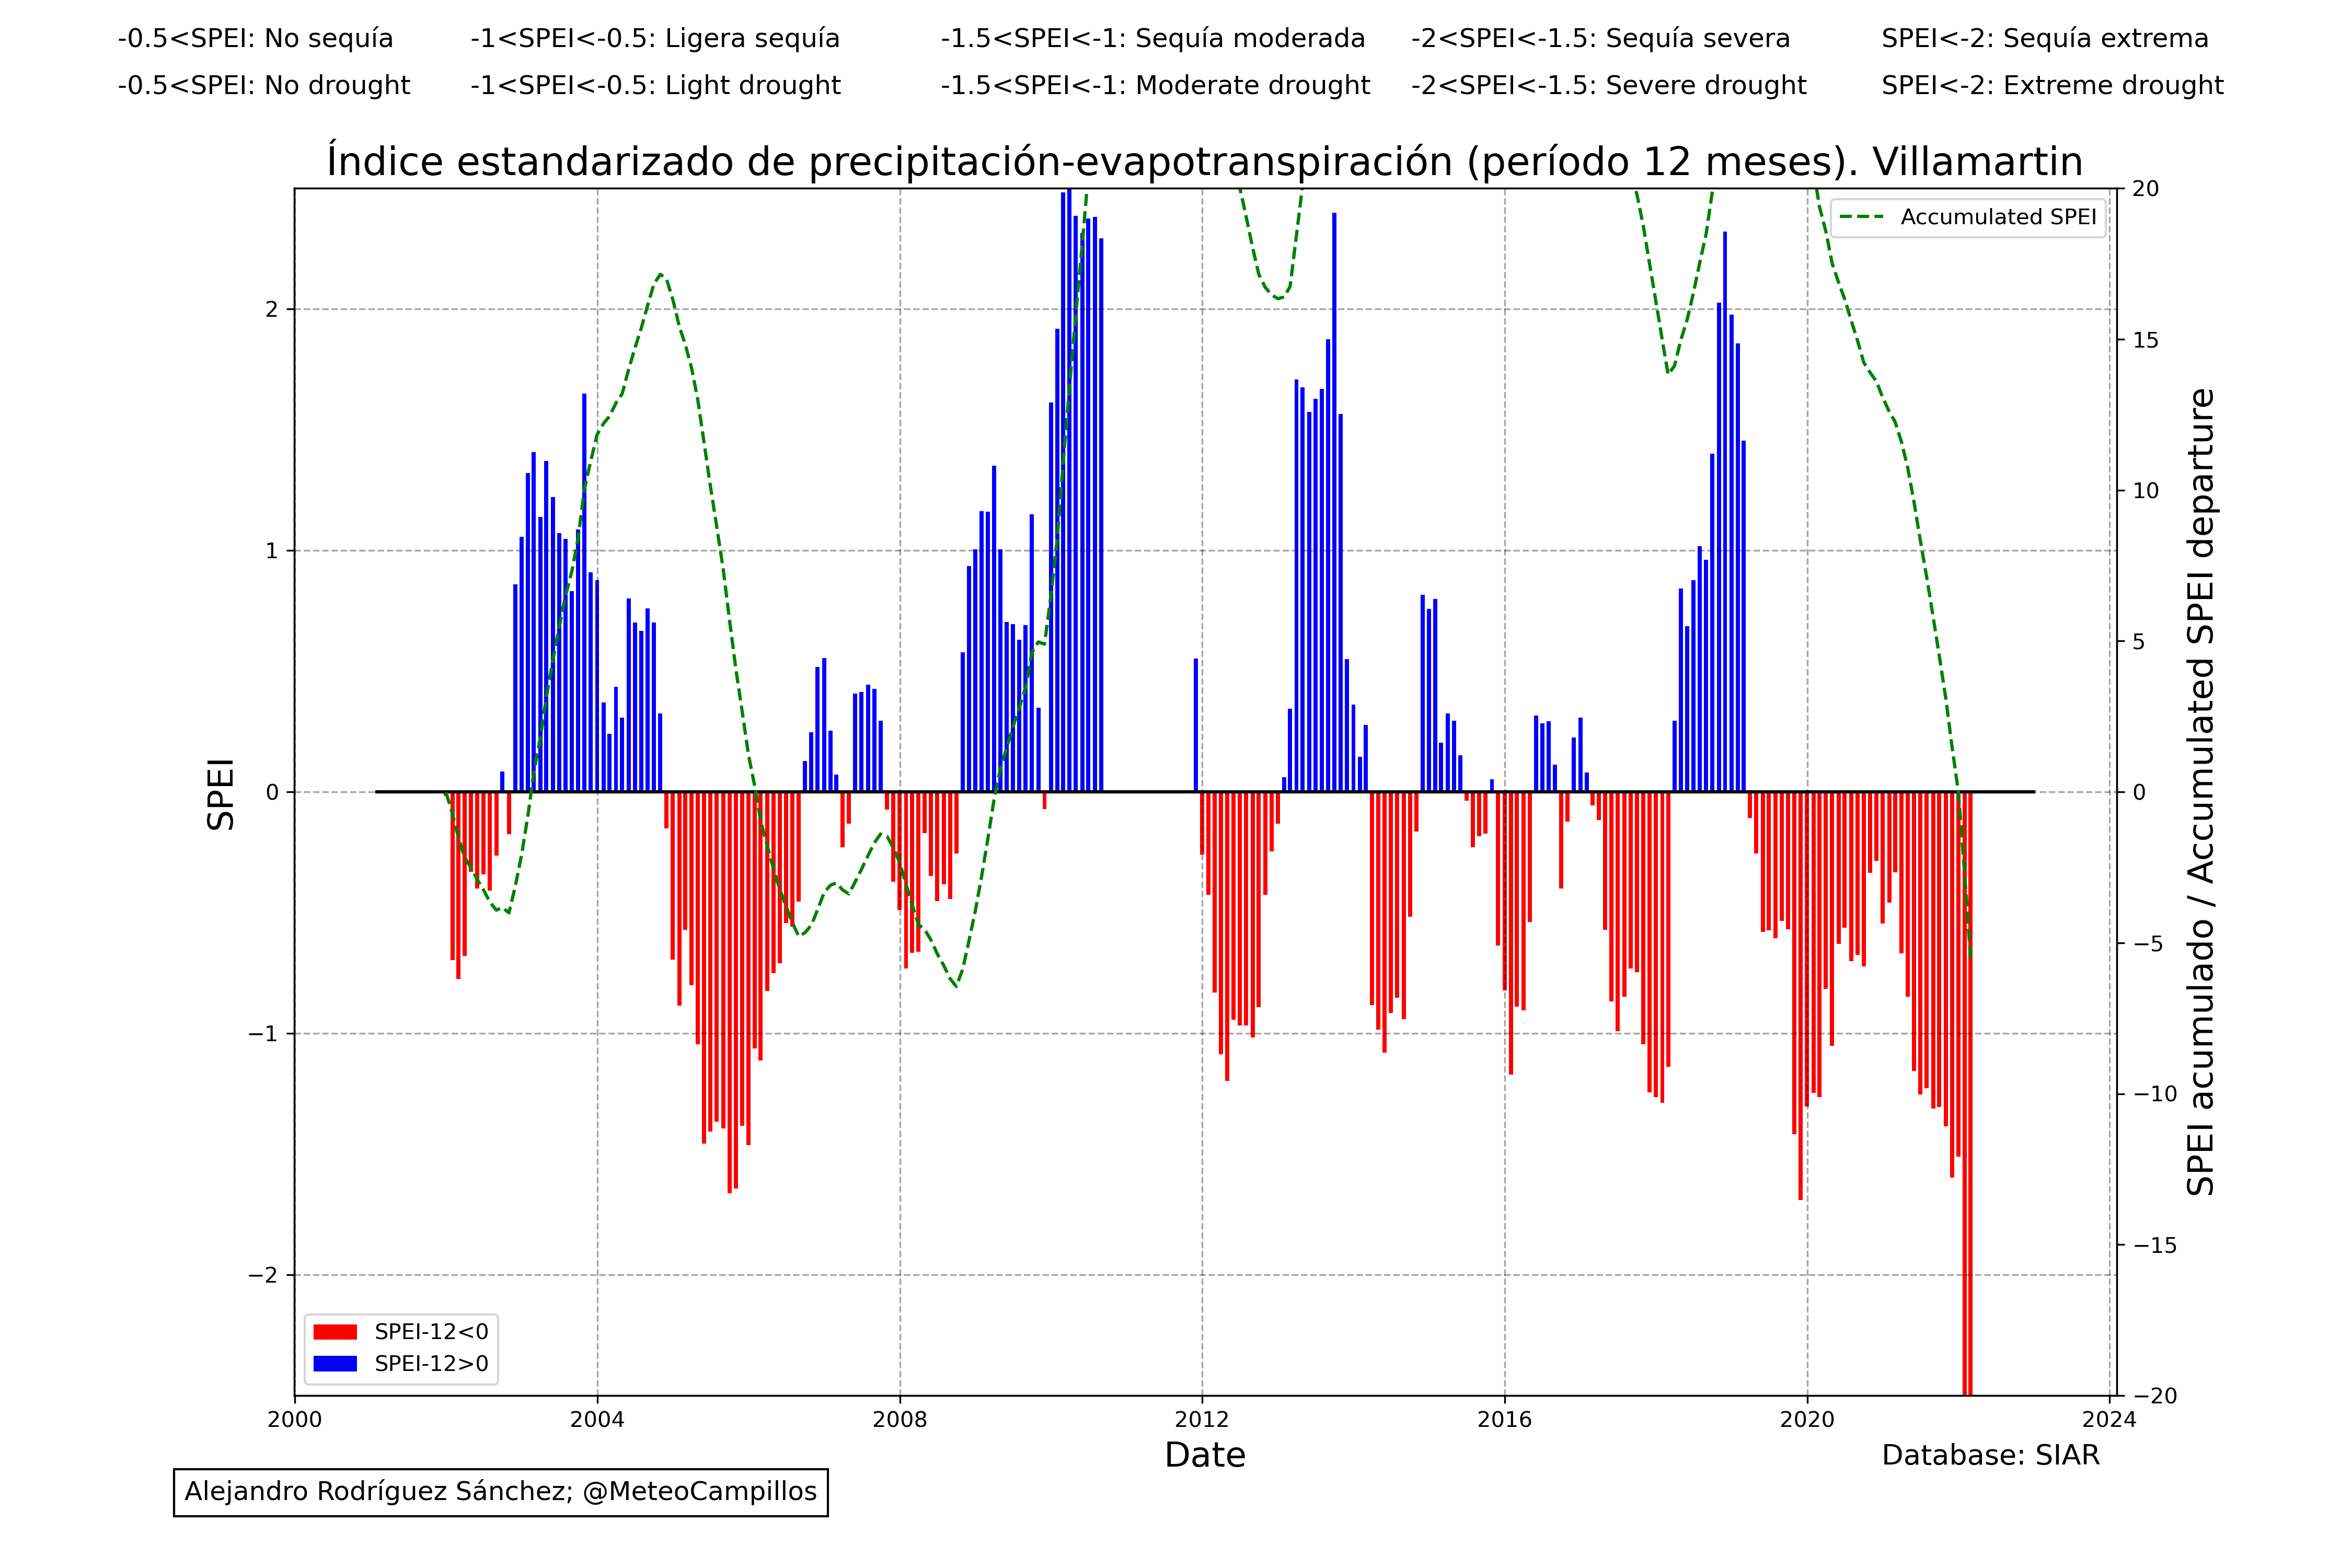 -0.5<SPEI: No sequía -1<SPEI<-0.5: Ligera sequía -1.5<SPEI<-1: Sequía moderada -2<SPEI<-1.5: Sequía severa SPEI<-2: Sequía extrema
-0.5<SPEI: No drought -1<SPEI<-0.5: Light drought -1.5<SPEI<-1: Moderate drought -2<SPEI<-1.5: Severe drought SPEI<-2: Extreme drought
Índice estandarizado de precipitación-evapotranspiración (período 12 meses). Villamartin
Accumulated SPEI
SPEI
2
1
0
−1
−2
20
15
10
5
0
−5
−10
−15
−20
SPEI acumulado / Accumulated SPEI departure
SPEI-12<0
SPEI-12>0
2000 2004 2008 2012 2016 2020 2024
Date
Database: SIAR
Alejandro Rodríguez Sánchez; @MeteoCampillos